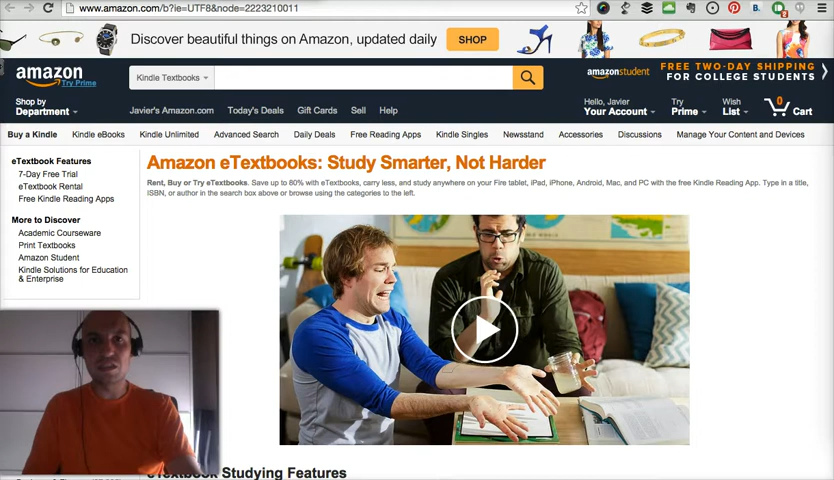 www.amazon.com/b?ie=UTF8&node=2223210011
Discover beautiful things on Amazon, updated daily
SHOP
amazon
Try Prime
Kindle Textbooks
amazonstudent
FREE TWO-DAY SHIPPING
FOR COLLEGE STUDENTS
Shop by
Department
Javier's Amazon.com Today's Deals Gift Cards Sell Help
Hello, Javier
Your Account
Try
Prime
Wish
List
0
Cart
Buy a Kindle Kindle eBooks Kindle Unlimited Advanced Search Daily Deals Free Reading Apps Kindle Singles Newsstand Accessories Discussions Manage Your Content and Devices
eTextbook Features
7-Day Free Trial
eTextbook Rental
Free Kindle Reading Apps
More to Discover
Academic Courseware
Print Textbooks
Amazon Student
Kindle Solutions for Education
& Enterprise
Amazon eTextbooks: Study Smarter, Not Harder
Rent, Buy or Try eTextbooks. Save up to 80% with eTextbooks, carry less, and study anywhere on your Fire tablet, iPad, iPhone, Android, Mac, and PC with the free Kindle Reading App. Type in a title,
ISBN, or author in the search box above or browse using the categories to the left.
eTextbook Studying Features